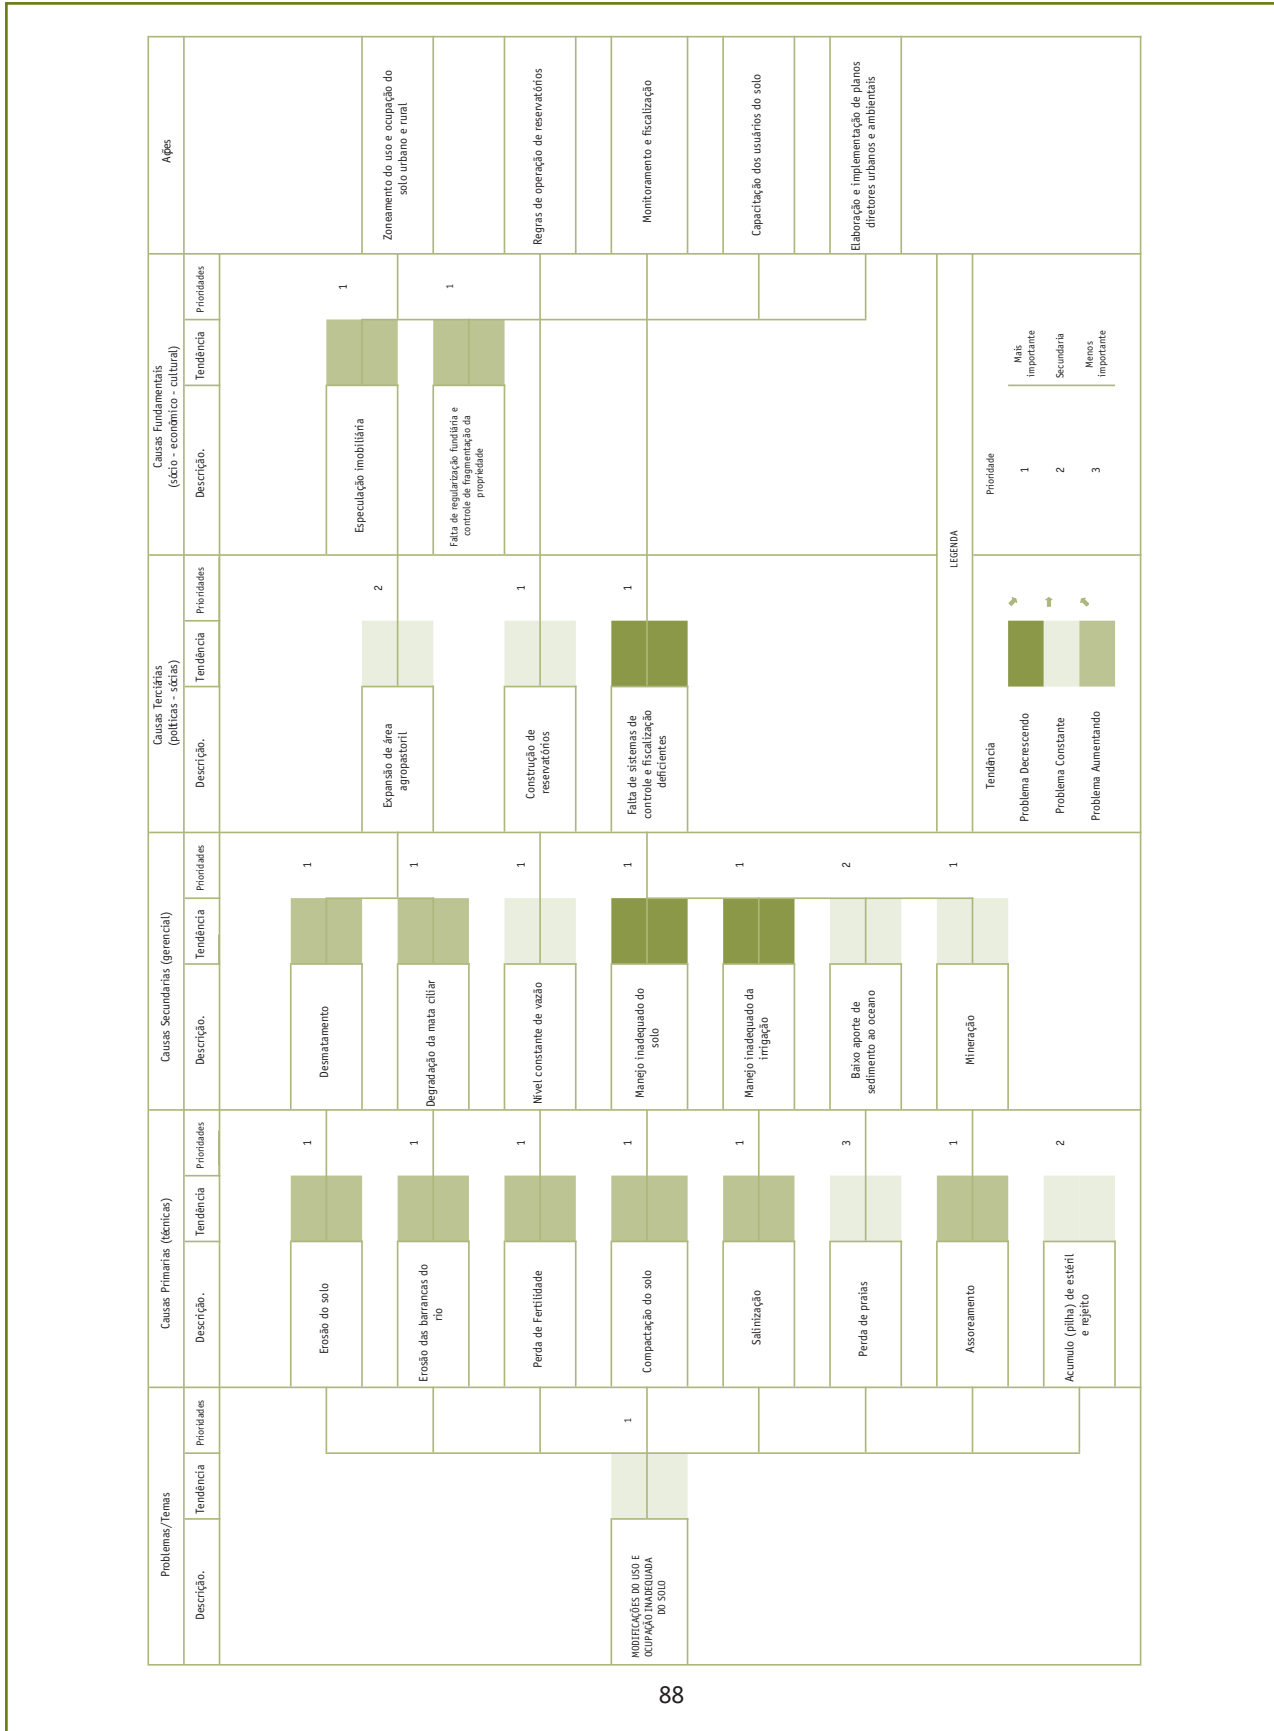 Problemas/Temas
Descrição.
Tendência
Prioridades
MODIFICAÇÕES DO USO E
OCUPAÇÃO INADEQUADA
DO SOLO
1
Causas Primarias (técnicas)
Descrição.
Tendência
Prioridades
Erosão do solo
1
Erosão das barrancas do
rio
1
Perda de Fertilidade
1
Compactação do solo
1
Salinização
1
Perda de praias
3
Assoreamento
1
Acumulo (pilha) de estéril
e rejeito
2
Causas Secundarias (gerencial)
Descrição.
Tendência
Prioridades
Desmatamento
1
Degradação da mata ciliar
1
Nível constante de vazão
1
Manejo inadequado do
solo
1
Manejo inadequado da
irrigação
1
Baixo aporte de
sedimento ao oceano
2
Mineração
1
Causas Terciárias
(políticas - sócias)
Descrição.
Tendência
Prioridades
Expansão de área
agropastoril
2
Construção de
reservatórios
1
Falta de sistemas de
controle e fiscalização
deficientes
1
Causas Fundamentais
(sócio - econômico - cultural)
Descrição.
Tendência
Prioridades
Especulação imobiliária
1
Falta de regularização fundiária e
controle de fragmentação da
propriedade
1
Ações
Zoneamento do uso e ocupação do
solo urbano e rural
Regras de operação de reservatórios
Monitoramento e fiscalização
Capacitação dos usuários do solo
Elaboração e implementação de planos
diretores urbanos e ambientais
LEGENDA
Tendência
Problema Decrescendo
Problema Constante
Problema Aumentando
Prioridade
1
Mais
importante
2
Secundaria
3
Menos
importante
88